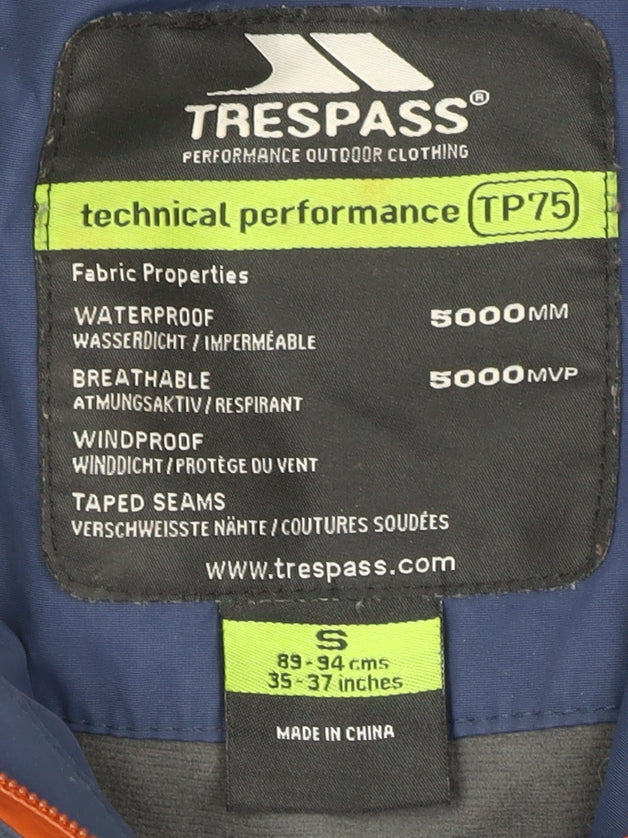 TRESPASS®
PERFORMANCE OUTDOOR CLOTHING
technical performance TP75
Fabric Properties
WATERPROOF 5000MM
WASSERDICHT / IMPERMÉABLE
BREATHABLE 5000MVP
ATMUNGSAKTIV / RESPIRANT
WINDPROOF
WINDDICHT / PROTÈGE DU VENT
TAPED SEAMS
VERSCHWEISSTE NÄHTE / COUTURES SOUDÉES
www.trespass.com
S
89-94 cms
35-37 inches
MADE IN CHINA